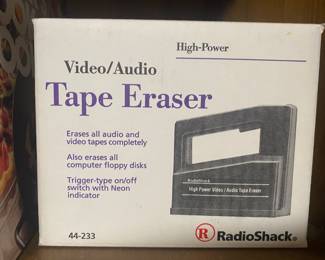 High-Power
Video/Audio
Tape Eraser
Erases all audio and
video tapes completely
Also erases all
computer floppy disks
Trigger-type on/off
switch with Neon
indicator
RadioShack
High Power Video / Audio Tape Eraser
44-233
R RadioShack®